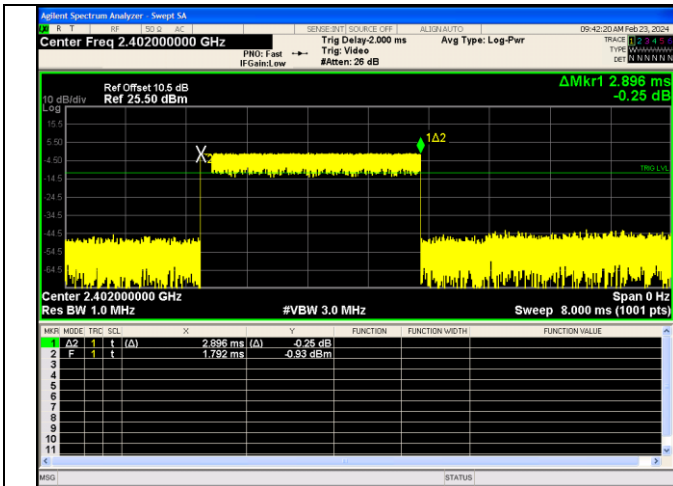 Agilent Spectrum Analyzer - Swept SA
R T RF 50 Ω AC SENSE:INT SOURCE OFF ALIGN AUTO 09:42:20 AM Feb 23, 2024
Center Freq 2.402000000 GHz
PNO: Fast
IFGain:Low
Trig Delay-2.000 ms
Trig: Video
#Atten: 26 dB
Avg Type: Log-Pwr
TRACE 1 2 3 4 5 6
TYPE
DET N N N N N N
ΔMkr1 2.896 ms
-0.25 dB
Ref Offset 10.5 dB
10 dB/div Ref 25.50 dBm
Log
15.5
5.50
-4.50
-14.5
-24.5
-34.5
-44.5
-54.5
-64.5
X2
1Δ2
TRIG LVL
Center 2.402000000 GHz Span 0 Hz
Res BW 1.0 MHz #VBW 3.0 MHz Sweep 8.000 ms (1001 pts)
MKR MODE TRC SCL X Y FUNCTION FUNCTION WIDTH FUNCTION VALUE
1 Δ2 1 t (Δ) 2.896 ms (Δ) -0.25 dB
2 F 1 t 1.792 ms -0.93 dBm
3
4
5
6
7
8
9
10
11
MSG STATUS